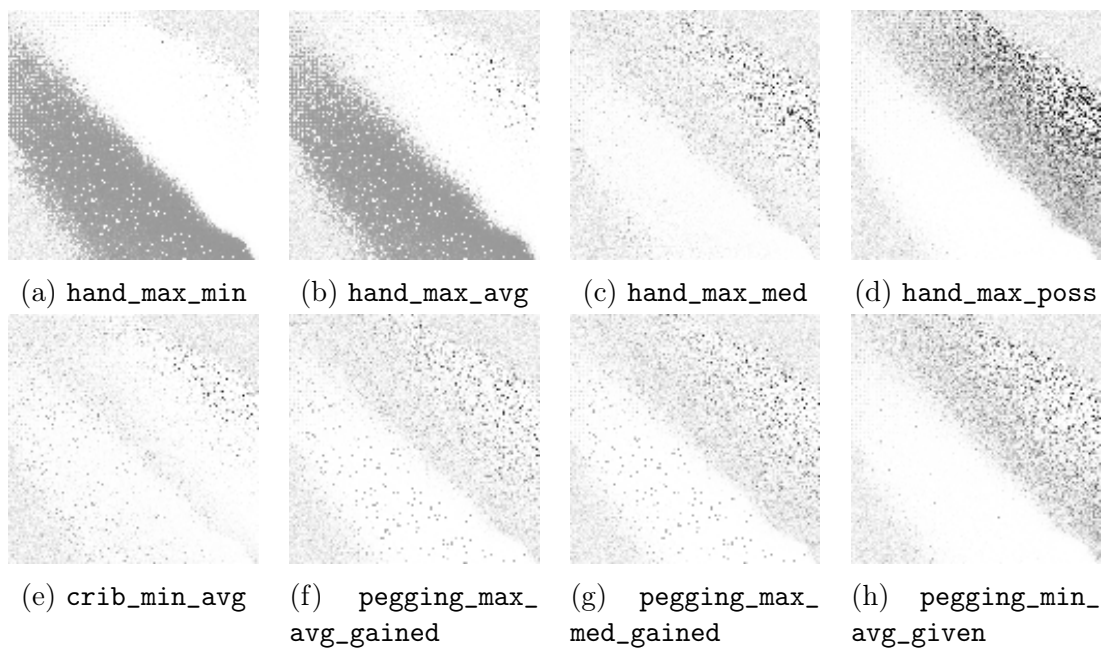 (a) hand_max_min (b) hand_max_avg (c) hand_max_med (d) hand_max_poss
(e) crib_min_avg (f) pegging_max_ (g) pegging_max_ (h) pegging_min_
avg_gained med_gained avg_given